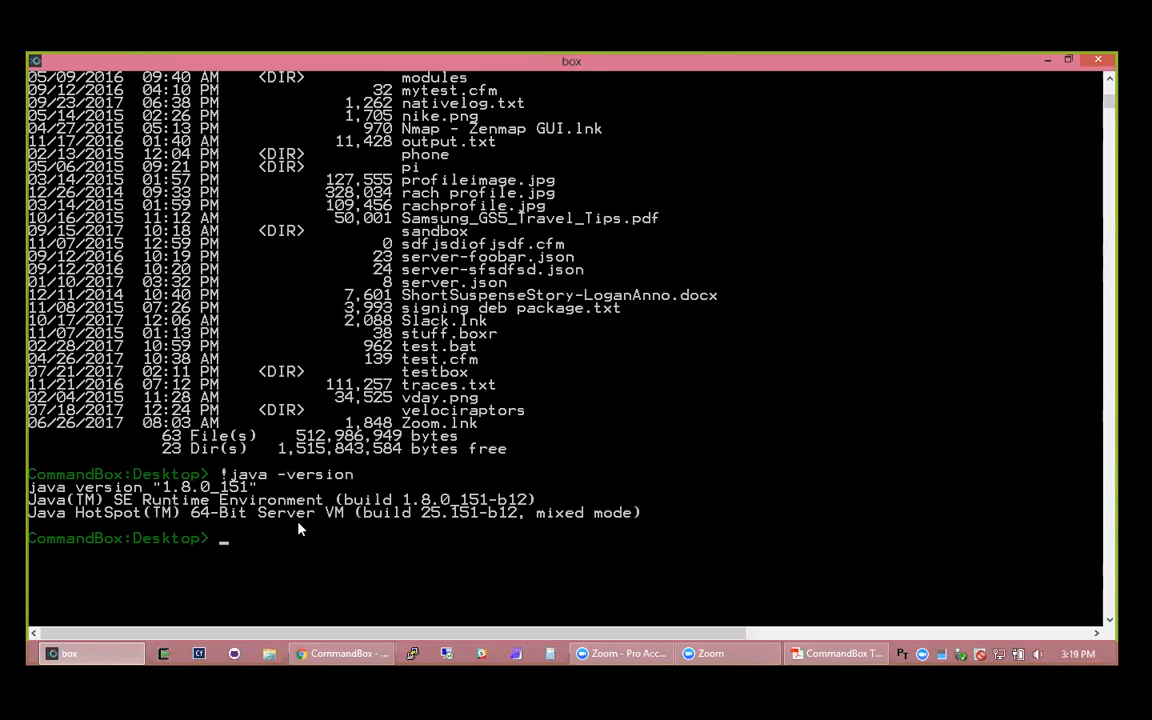 box
05/09/2016  09:40 AM    <DIR>          modules
09/12/2016  04:10 PM                32 mytest.cfm
09/23/2017  06:38 PM             1,262 nativelog.txt
05/14/2015  02:26 PM             1,705 nike.png
04/27/2015  05:13 PM               970 Nmap - Zenmap GUI.lnk
11/17/2016  01:40 AM            11,428 output.txt
02/13/2015  12:04 PM    <DIR>          phone
05/06/2015  09:21 PM    <DIR>          pi
03/14/2015  01:57 PM           127,555 profileimage.jpg
12/26/2014  09:33 PM           328,034 rach profile.jpg
03/14/2015  01:59 PM           109,456 rachprofile.jpg
10/16/2015  11:12 AM            50,001 Samsung_GS5_Travel_Tips.pdf
09/15/2017  10:18 AM    <DIR>          sandbox
11/07/2015  12:59 PM                 0 sdfjsdiofjsdf.cfm
09/12/2016  10:19 PM                23 server-foobar.json
09/12/2016  10:20 PM                24 server-sfsdfsd.json
01/10/2017  03:32 PM                 8 server.json
12/11/2014  10:40 PM             7,601 ShortSuspenseStory-LoganAnno.docx
11/08/2015  07:26 PM             3,993 signing deb package.txt
10/17/2017  12:06 AM             2,088 Slack.lnk
11/07/2015  01:13 PM                38 stuff.boxr
02/28/2017  10:59 PM               962 test.bat
04/26/2017  10:38 AM               139 test.cfm
07/21/2017  02:11 PM    <DIR>          testbox
11/21/2016  07:12 PM           111,257 traces.txt
02/04/2015  11:28 AM            34,525 vday.png
07/18/2017  12:24 PM    <DIR>          velociraptors
06/26/2017  08:03 AM             1,848 Zoom.lnk
63 File(s)    512,986,949 bytes
23 Dir(s)   1,515,843,584 bytes free
CommandBox:Desktop> !java -version
java version "1.8.0_151"
Java(TM) SE Runtime Environment (build 1.8.0_151-b12)
Java HotSpot(TM) 64-Bit Server VM (build 25.151-b12, mixed mode)
CommandBox:Desktop> _
box Cf CommandBox - ... Zoom - Pro Acc... Zoom CommandBox T... PT 3:19 PM